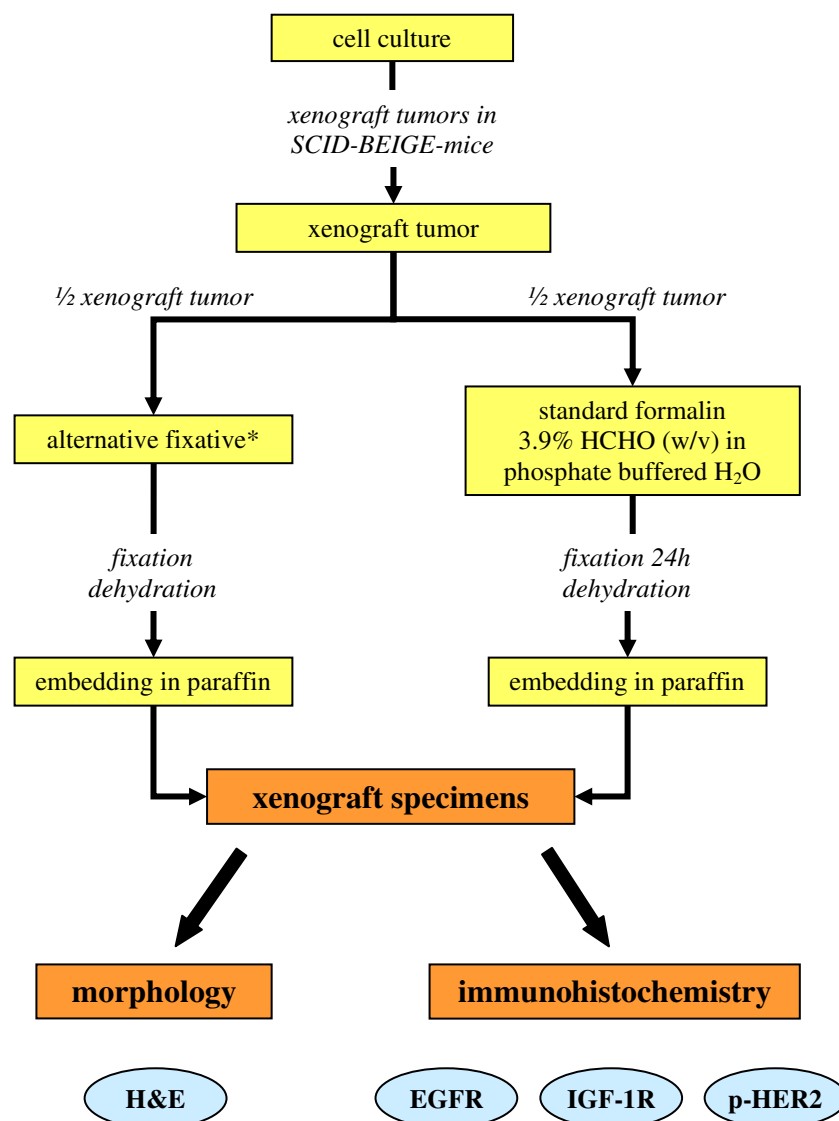 cell culture
xenograft tumors in
SCID-BEIGE-mice
xenograft tumor
½ xenograft tumor
½ xenograft tumor
alternative fixative*
standard formalin
3.9% HCHO (w/v) in
phosphate buffered H₂O
fixation
dehydration
fixation 24h
dehydration
embedding in paraffin
embedding in paraffin
xenograft specimens
morphology
immunohistochemistry
H&E
EGFR
IGF-1R
p-HER2